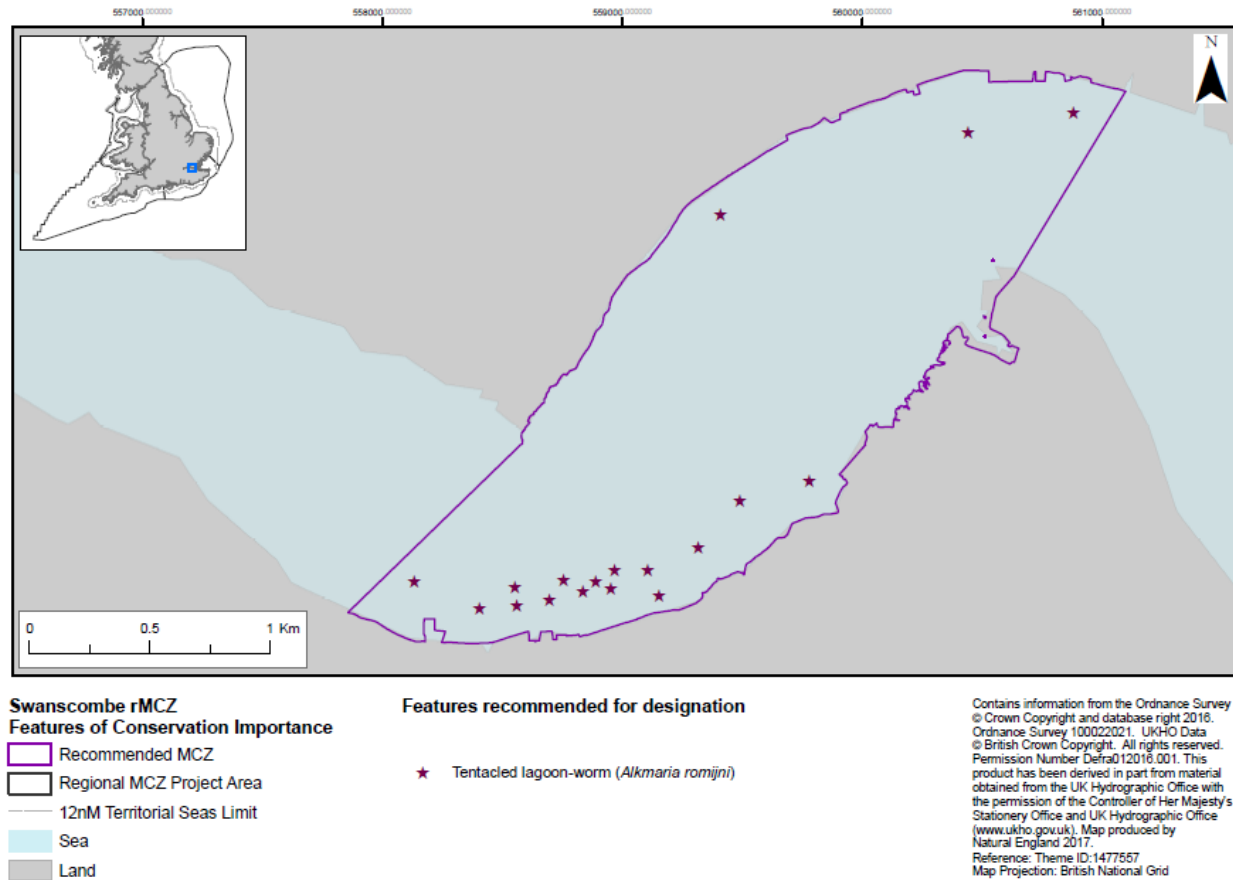 557000.000000 558000.000000 559000.000000 560000.000000 561000.000000
N
0 0.5 1 Km
Swanscombe rMCZ
Features of Conservation Importance
Recommended MCZ
Regional MCZ Project Area
12nM Territorial Seas Limit
Sea
Land
Features recommended for designation
Tentacled lagoon-worm (Alkmaria romijni)
Contains information from the Ordnance Survey
© Crown Copyright and database right 2016.
Ordnance Survey 100022021. UKHO Data
© British Crown Copyright. All rights reserved.
Permission Number Defra012016.001. This
product has been derived in part from material
obtained from the UK Hydrographic Office with
the permission of the Controller of Her Majesty's
Stationery Office and UK Hydrographic Office
(www.ukho.gov.uk). Map produced by
Natural England 2017.
Reference: Theme ID:1477557
Map Projection: British National Grid